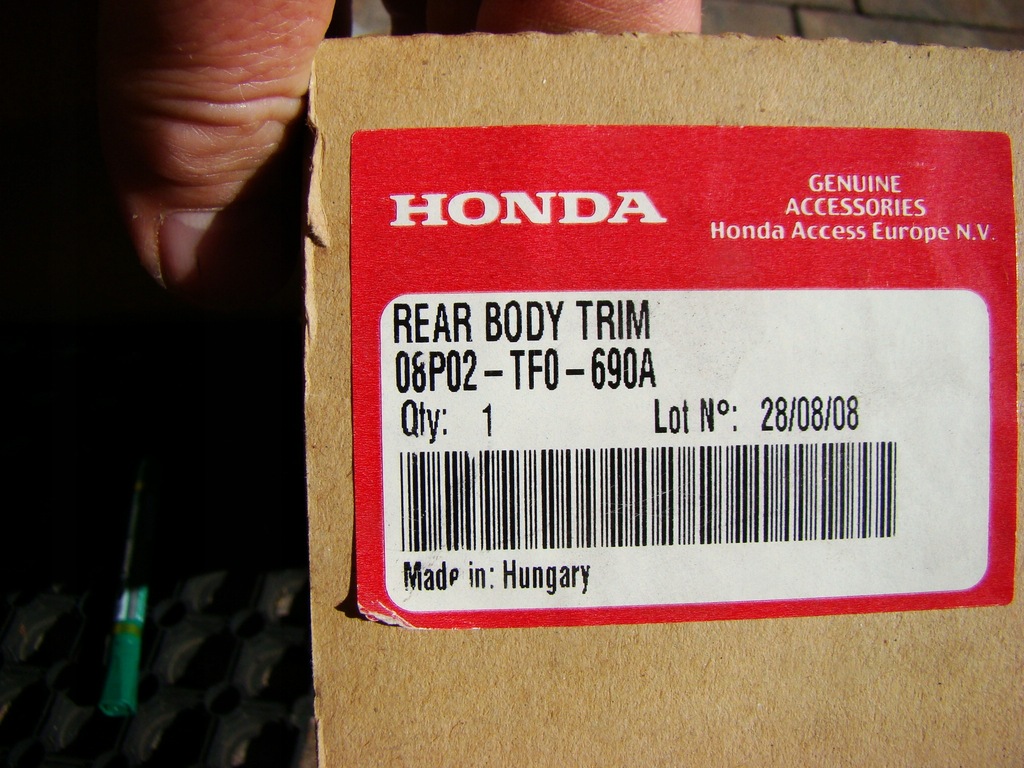 HONDA
GENUINE
ACCESSORIES
Honda Access Europe N.V.
REAR BODY TRIM
08P02-TF0-690A
Qty: 1 Lot Nº: 28/08/08
Made in: Hungary